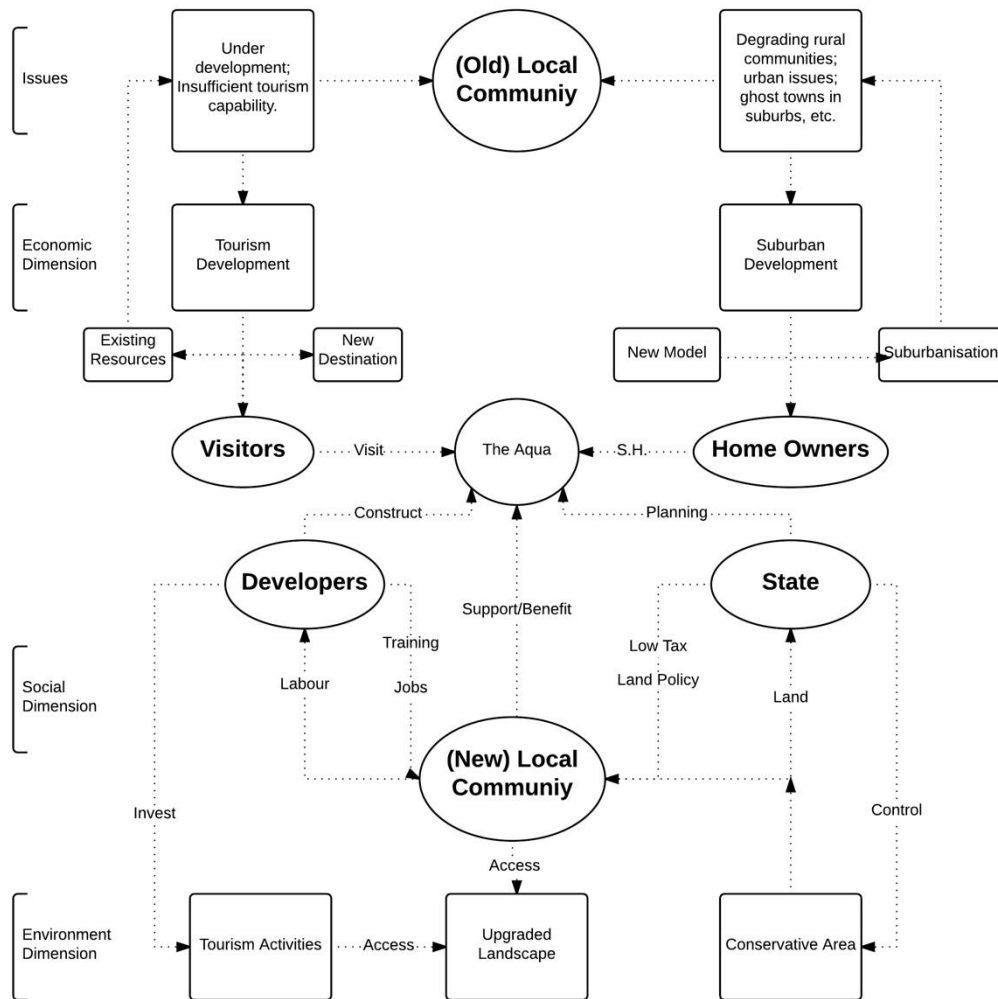 Issues
Under
development;
Insufficient tourism
capability.
(Old) Local
Communiy
Degrading rural
communities;
urban issues;
ghost towns in
suburbs, etc.
Economic
Dimension
Tourism
Development
Suburban
Development
Existing
Resources
New
Destination
New Model
Suburbanisation
Visitors
Visit
The Aqua
S.H.
Home Owners
Construct
Planning
Developers
State
Support/Benefit
Training
Low Tax
Social
Dimension
Labour
Jobs
Land Policy
Land
(New) Local
Communiy
Invest
Control
Access
Environment
Dimension
Tourism Activities
Access
Upgraded
Landscape
Conservative Area